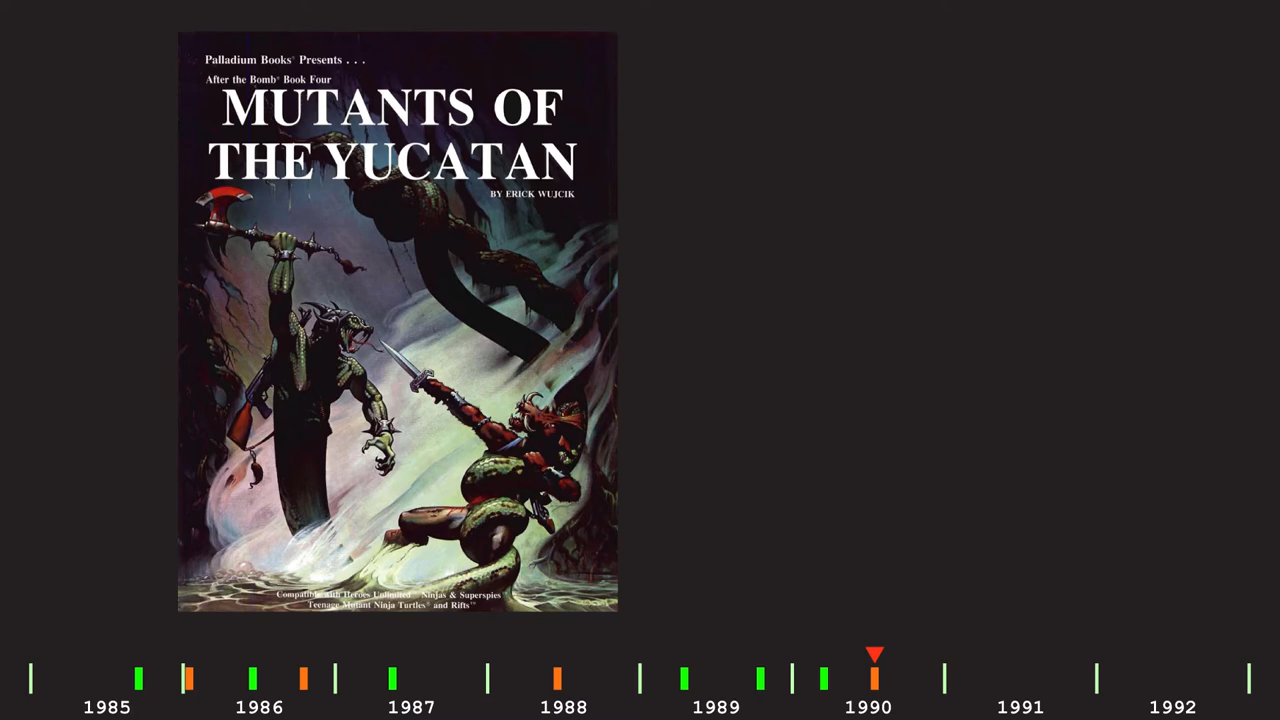 Palladium Books® Presents . . .
After the Bomb® Book Four
MUTANTS OF
THE YUCATAN
BY ERICK WUJCIK
Compatible with Heroes Unlimited™ Ninjas & Superspies™
Teenage Mutant Ninja Turtles® and Rifts™
1985 1986 1987 1988 1989 1990 1991 1992